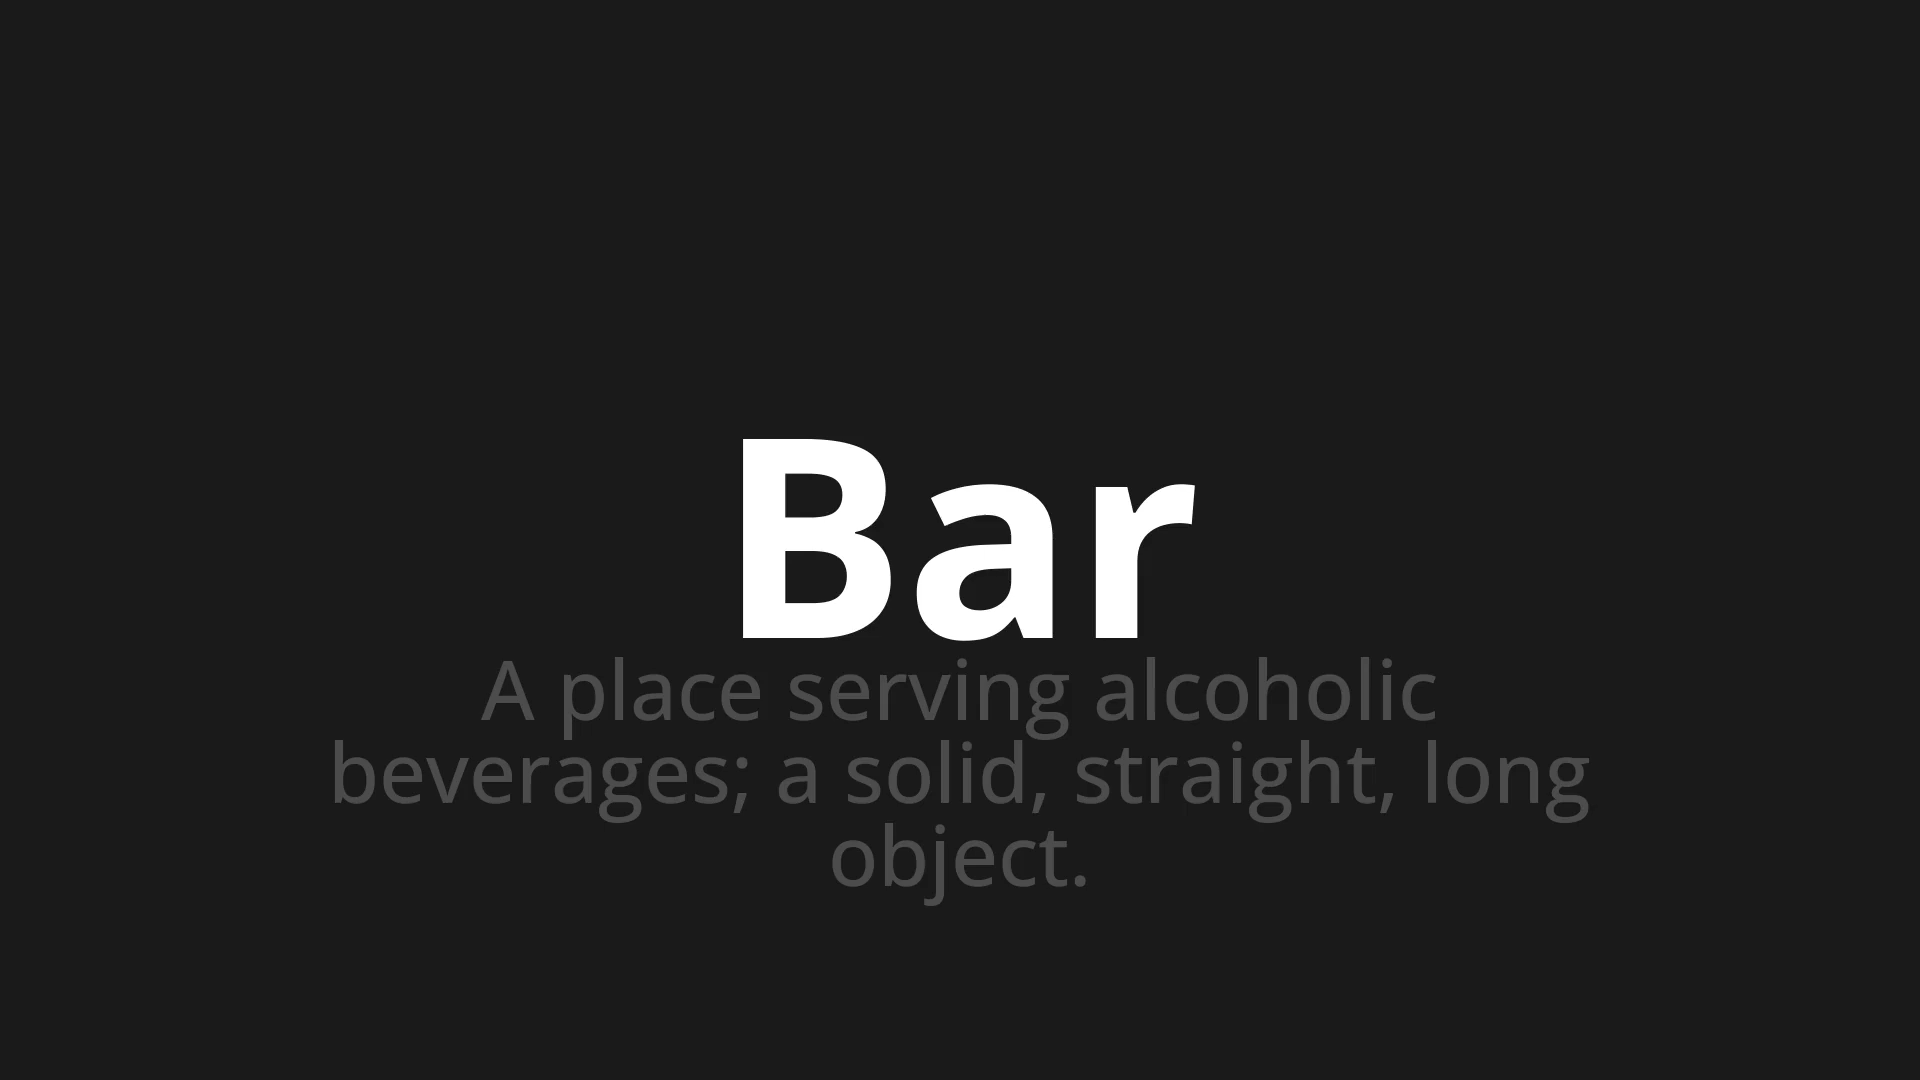 Bar
A place serving alcoholic
beverages; a solid, straight, long
object.